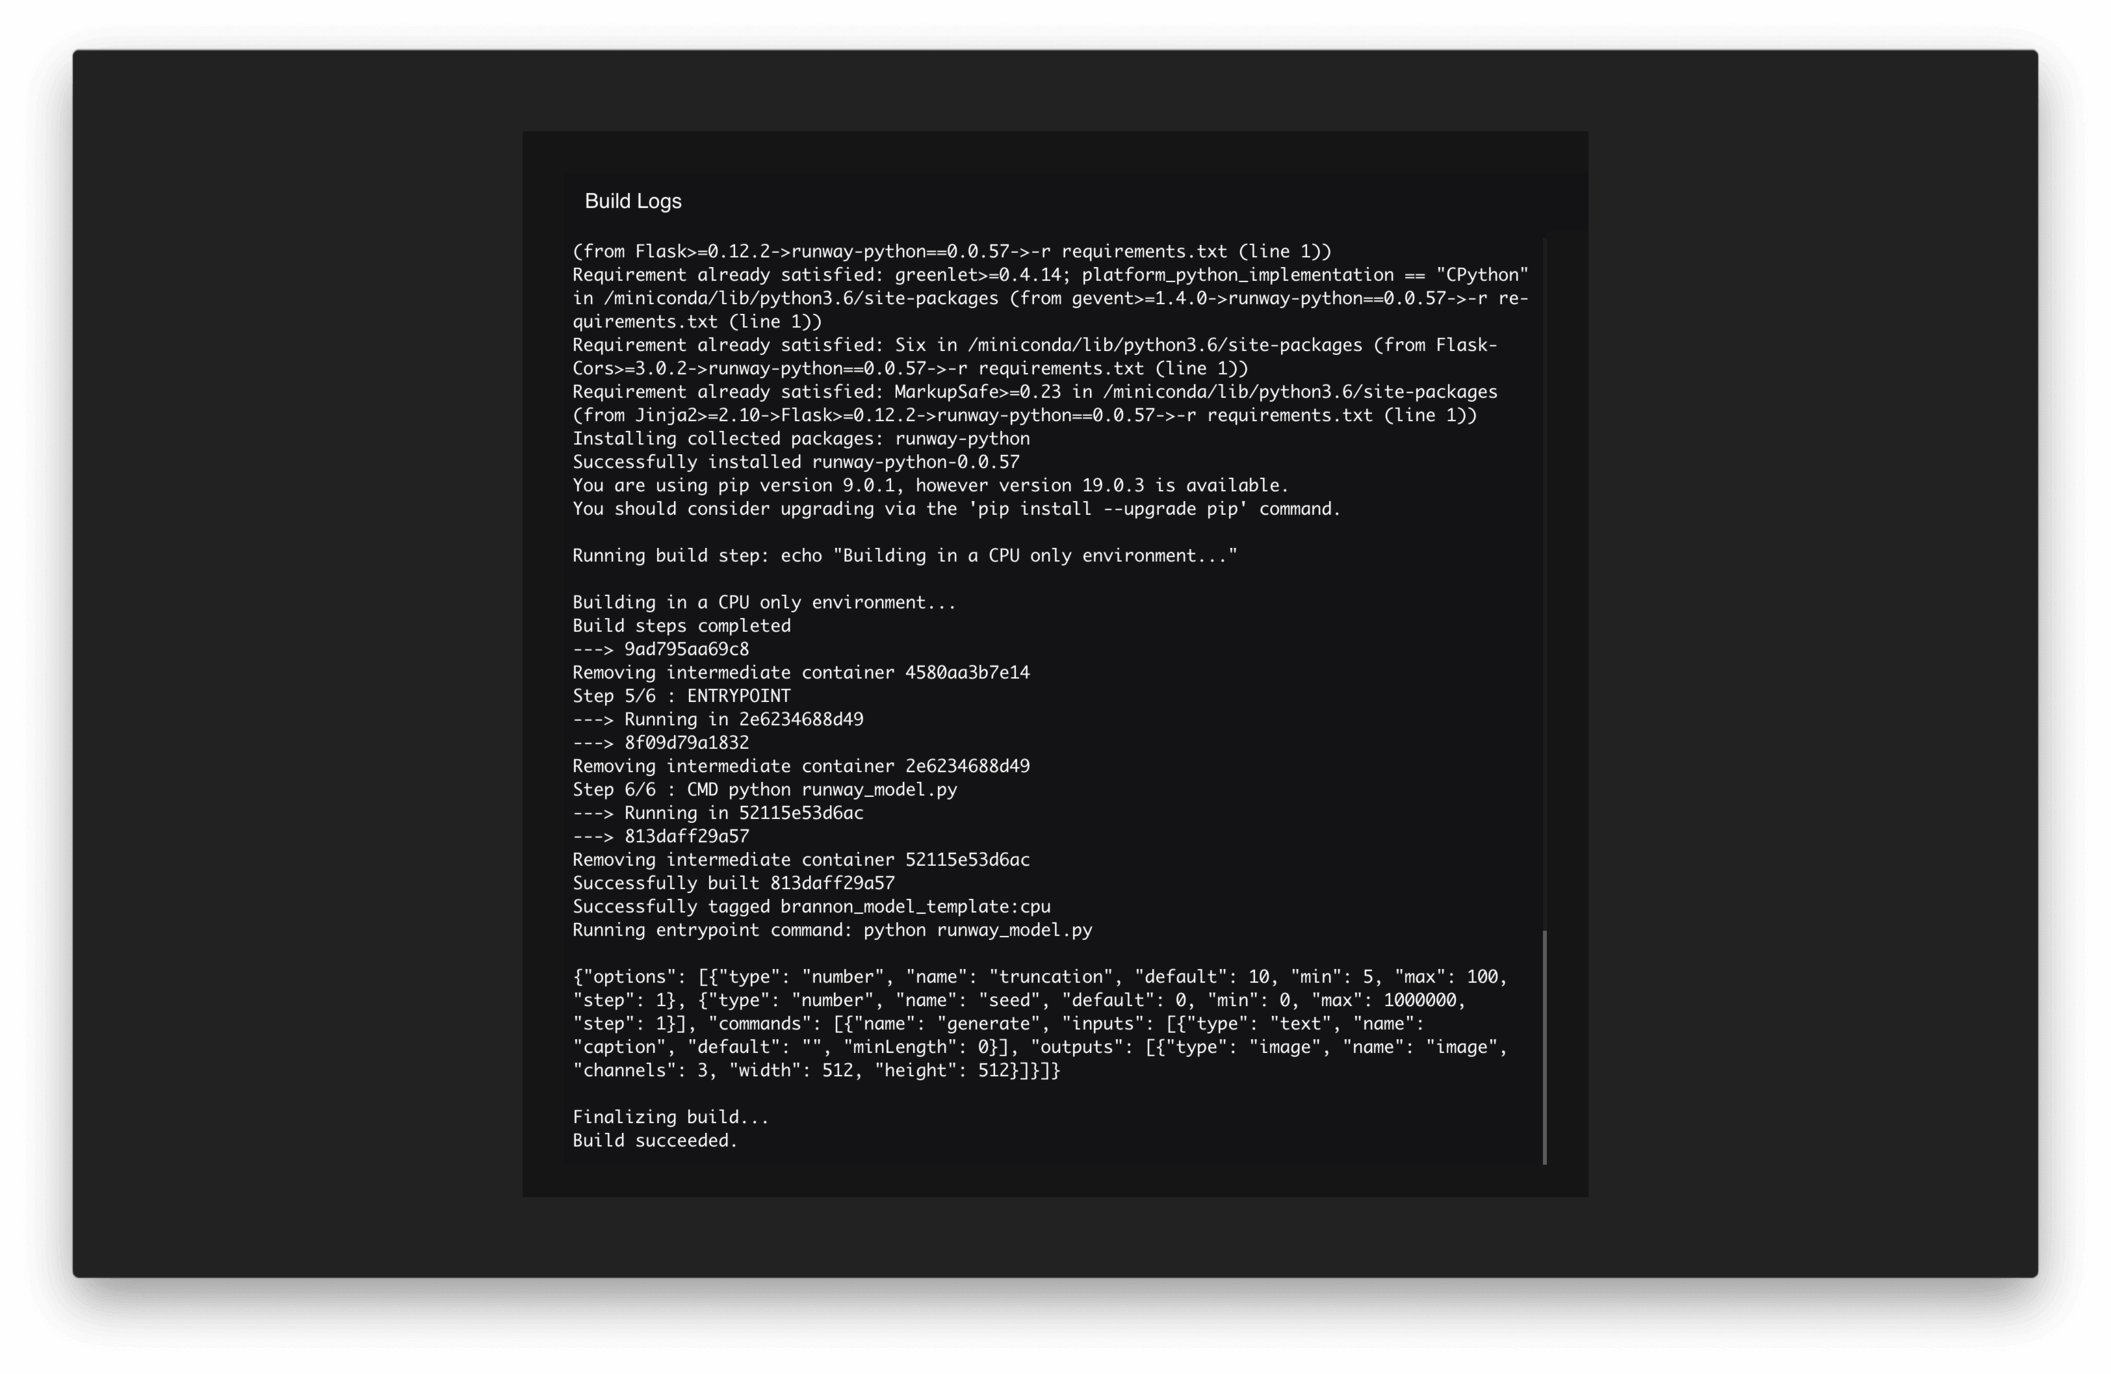 Build Logs
(from Flask>=0.12.2->runway-python==0.0.57->-r requirements.txt (line 1))
Requirement already satisfied: greenlet>=0.4.14; platform_python_implementation == "CPython"
in /miniconda/lib/python3.6/site-packages (from gevent>=1.4.0->runway-python==0.0.57->-r re-
quirements.txt (line 1))
Requirement already satisfied: Six in /miniconda/lib/python3.6/site-packages (from Flask-
Cors>=3.0.2->runway-python==0.0.57->-r requirements.txt (line 1))
Requirement already satisfied: MarkupSafe>=0.23 in /miniconda/lib/python3.6/site-packages
(from Jinja2>=2.10->Flask>=0.12.2->runway-python==0.0.57->-r requirements.txt (line 1))
Installing collected packages: runway-python
Successfully installed runway-python-0.0.57
You are using pip version 9.0.1, however version 19.0.3 is available.
You should consider upgrading via the 'pip install --upgrade pip' command.
Running build step: echo "Building in a CPU only environment..."
Building in a CPU only environment...
Build steps completed
---> 9ad795aa69c8
Removing intermediate container 4580aa3b7e14
Step 5/6 : ENTRYPOINT
---> Running in 2e6234688d49
---> 8f09d79a1832
Removing intermediate container 2e6234688d49
Step 6/6 : CMD python runway_model.py
---> Running in 52115e53d6ac
---> 813daff29a57
Removing intermediate container 52115e53d6ac
Successfully built 813daff29a57
Successfully tagged brannon_model_template:cpu
Running entrypoint command: python runway_model.py
{"options": [{"type": "number", "name": "truncation", "default": 10, "min": 5, "max": 100,
"step": 1}, {"type": "number", "name": "seed", "default": 0, "min": 0, "max": 1000000,
"step": 1}], "commands": [{"name": "generate", "inputs": [{"type": "text", "name":
"caption", "default": "", "minLength": 0}], "outputs": [{"type": "image", "name": "image",
"channels": 3, "width": 512, "height": 512}]}]}
Finalizing build...
Build succeeded.